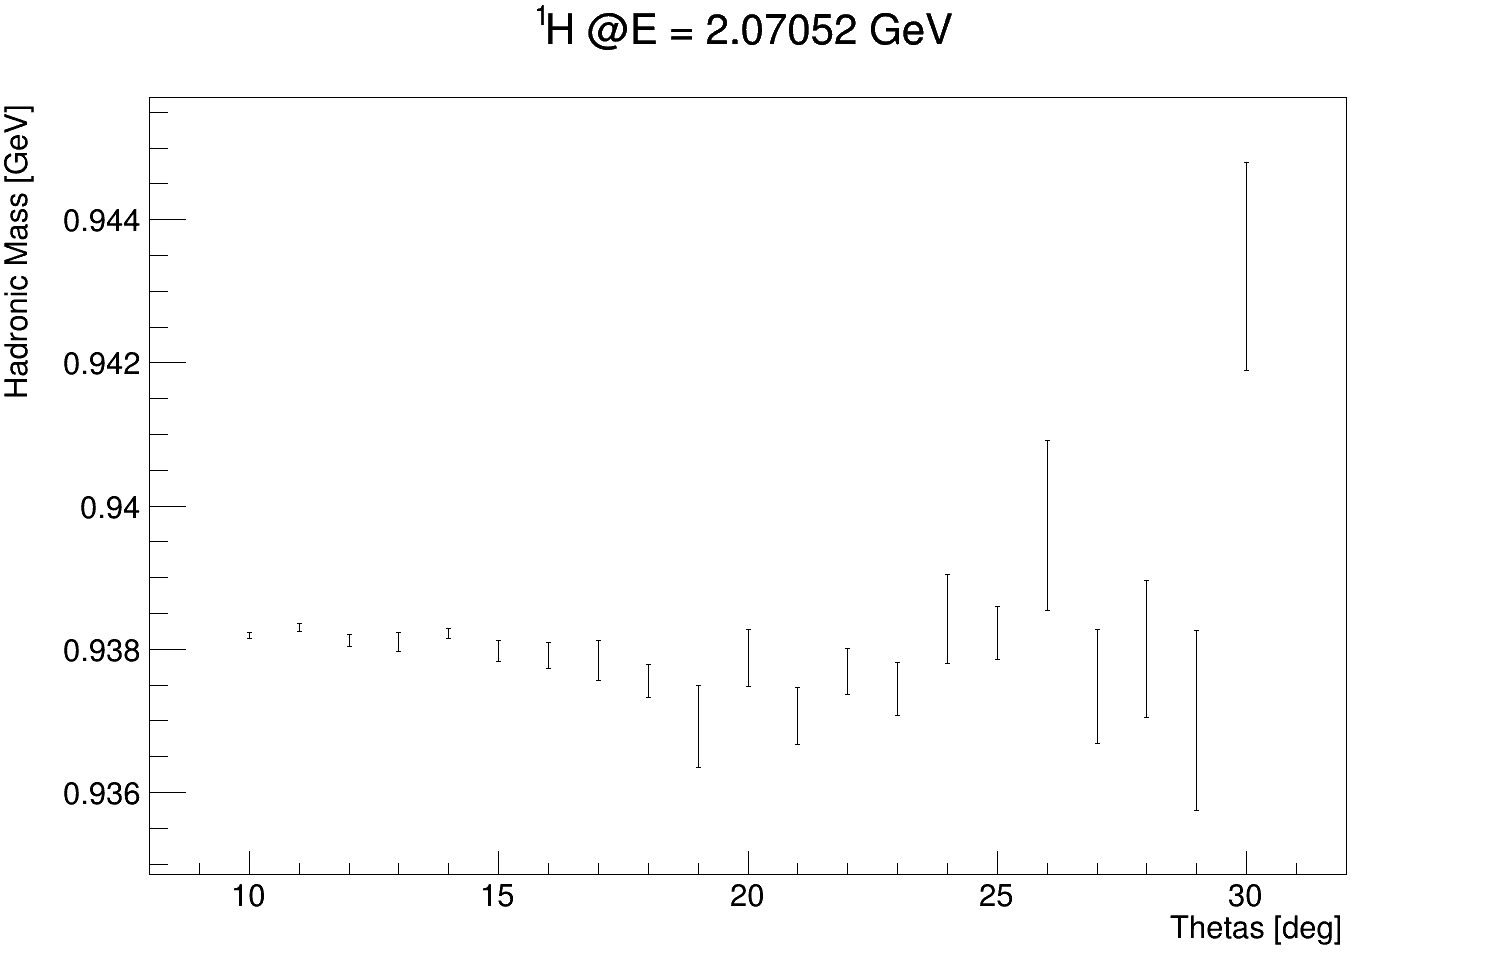 ¹H @E = 2.07052 GeV
Hadronic Mass [GeV]
0.944
0.942
0.94
0.938
0.936
10 15 20 25 30
Thetas [deg]